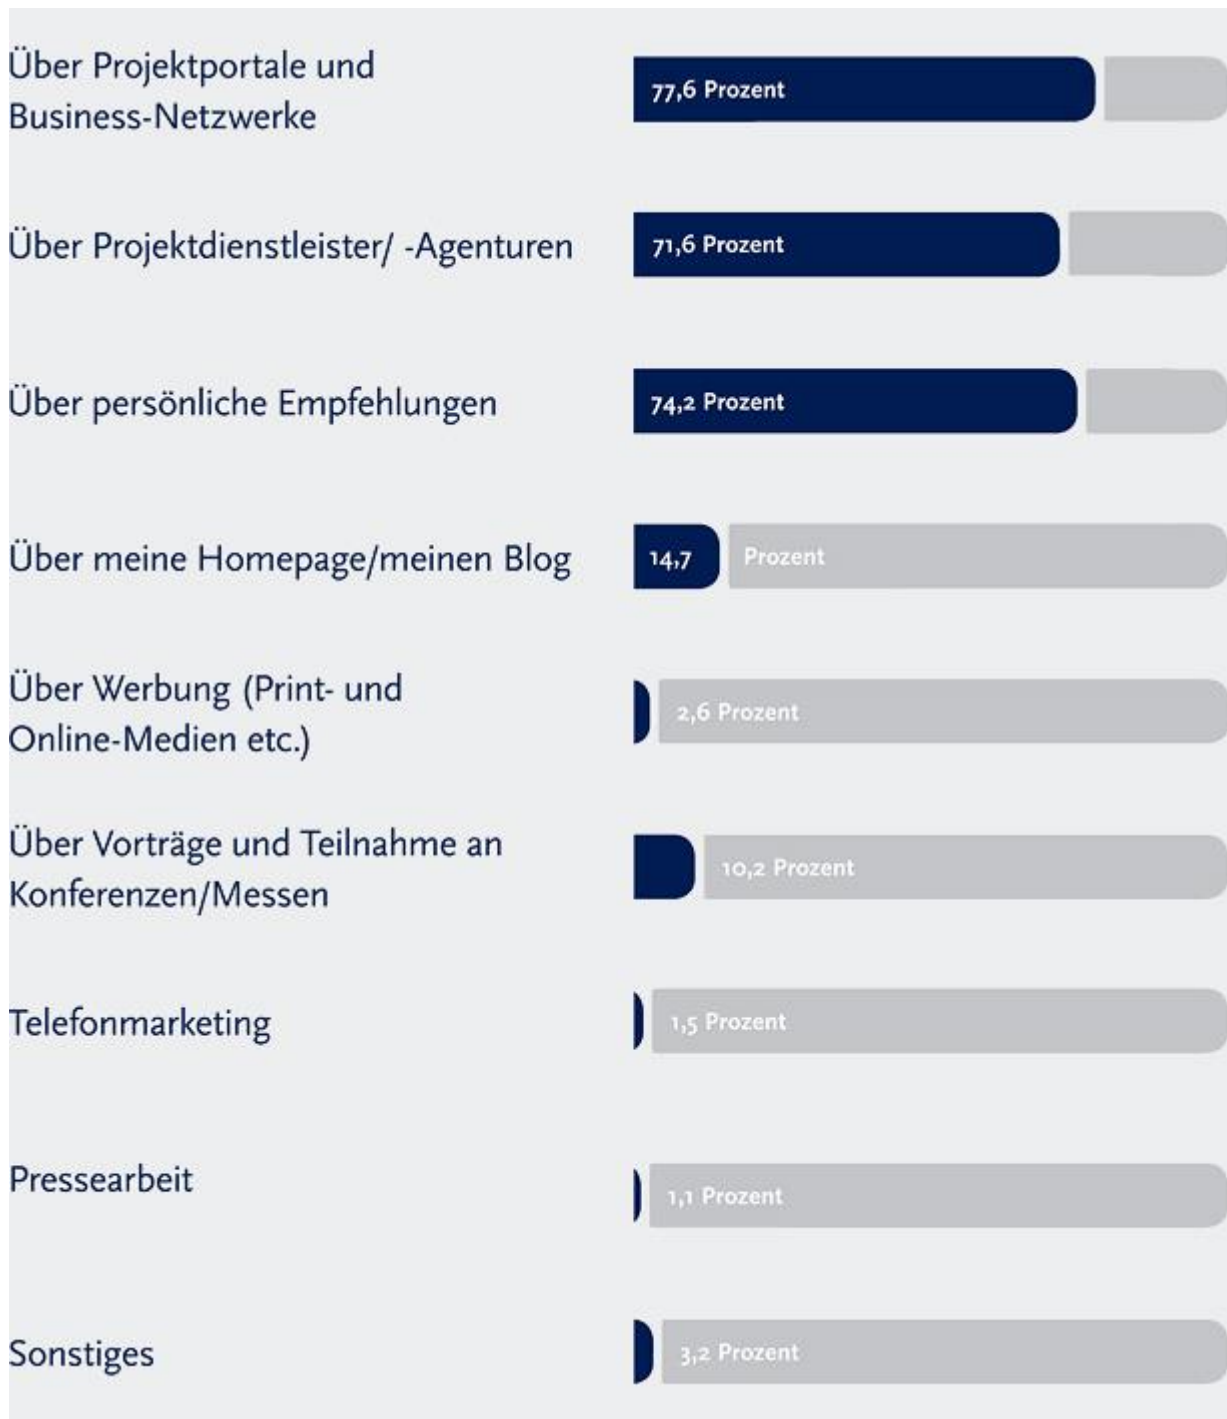 Über Projektportale und
Business-Netzwerke
77,6 Prozent
Über Projektdienstleister/ -Agenturen
71,6 Prozent
Über persönliche Empfehlungen
74,2 Prozent
Über meine Homepage/meinen Blog
14,7 Prozent
Über Werbung (Print- und
Online-Medien etc.)
2,6 Prozent
Über Vorträge und Teilnahme an
Konferenzen/Messen
10,2 Prozent
Telefonmarketing
1,5 Prozent
Pressearbeit
1,1 Prozent
Sonstiges
3,2 Prozent